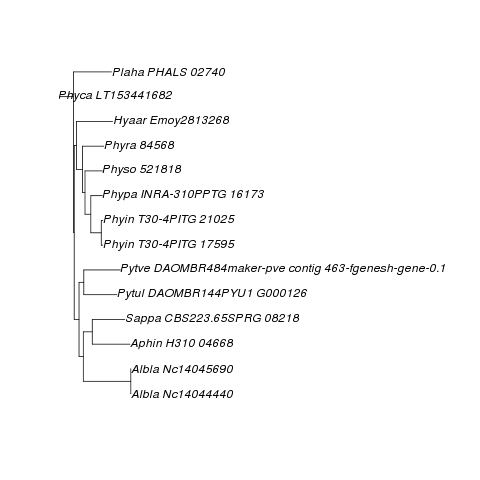 Plaha PHALS 02740
Phyca LT153441682
Hyaar Emoy2813268
Phyra 84568
Physo 521818
Phypa INRA-310PPTG 16173
Phyin T30-4PITG 21025
Phyin T30-4PITG 17595
Pytve DAOMBR484maker-pve contig 463-fgenesh-gene-0.1
Pytul DAOMBR144PYU1 G000126
Sappa CBS223.65SPRG 08218
Aphin H310 04668
Albla Nc14045690
Albla Nc14044440